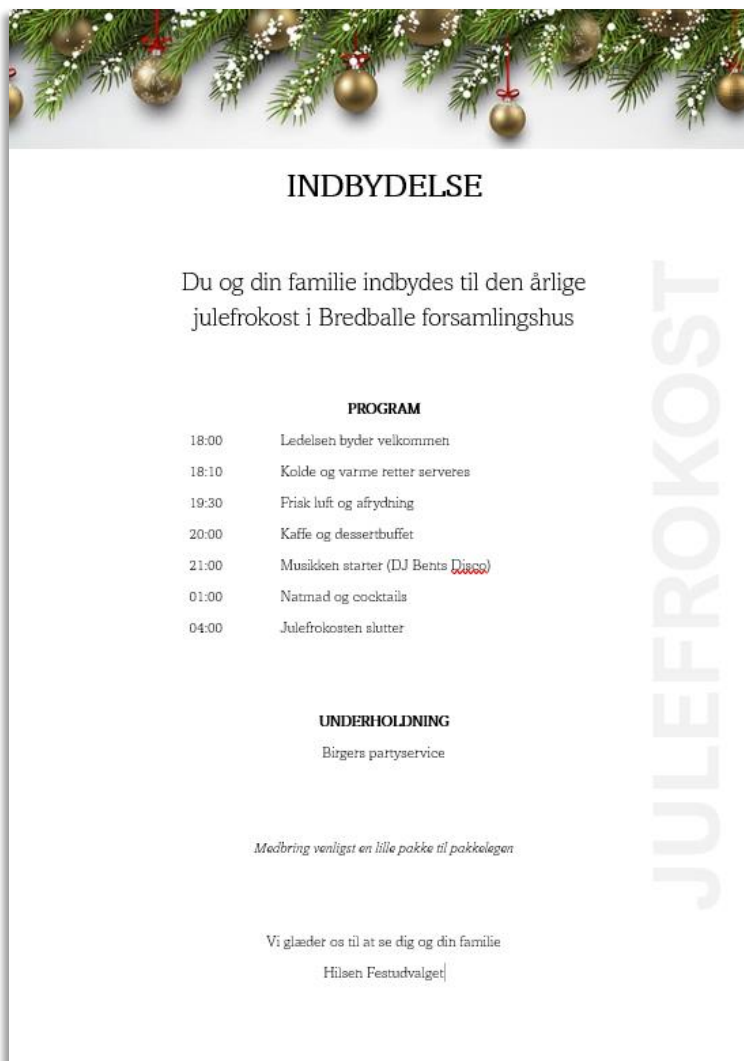 INDBYDELSE
Du og din familie indbydes til den årlige
julefrokost i Bredballe forsamlingshus
PROGRAM
18:00 Ledelsen byder velkommen
18:10 Kolde og varme retter serveres
19:30 Frisk luft og afrydning
20:00 Kaffe og dessertbuffet
21:00 Musikken starter (DJ Bents Disco)
01:00 Natmad og cocktails
04:00 Julefrokosten slutter
UNDERHOLDNING
Birgers partyservice
Medbring venligst en lille pakke til pakkelegen
Vi glæder os til at se dig og din familie
Hilsen Festudvalget
JULEFROKOST